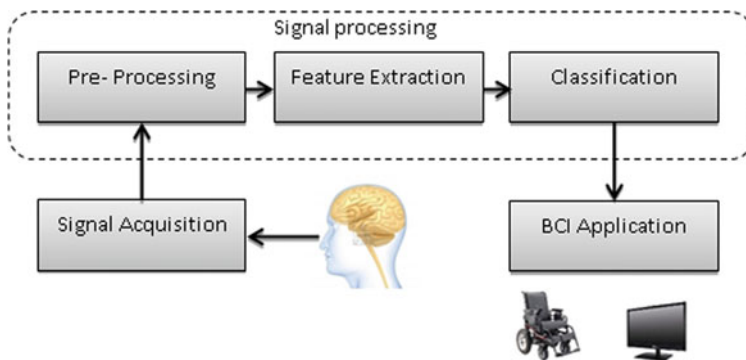 Signal processing
Pre- Processing
Feature Extraction
Classification
Signal Acquisition
BCI Application